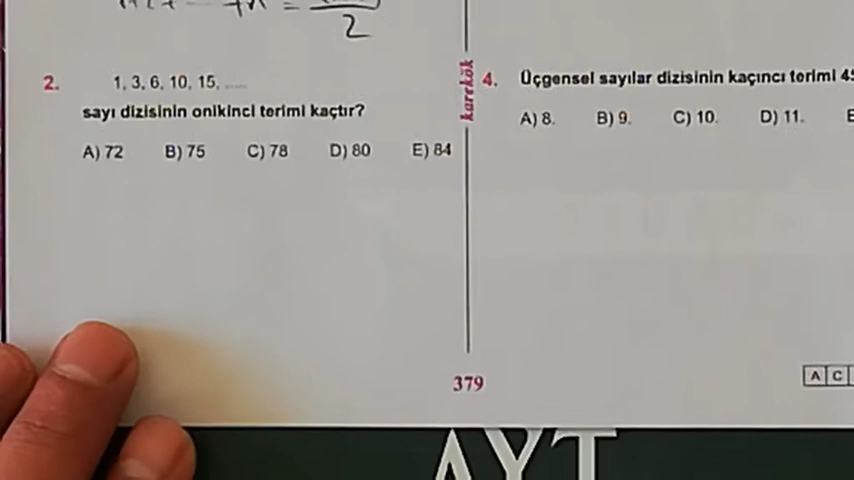 2
2. 1, 3, 6, 10, 15, .....
sayı dizisinin onikinci terimi kaçtır?
A) 72 B) 75 C) 78 D) 80 E) 84
karekök
4. Üçgensel sayılar dizisinin kaçıncı terimi
A) 8. B) 9. C) 10. D) 11. E
379
A C
AYT